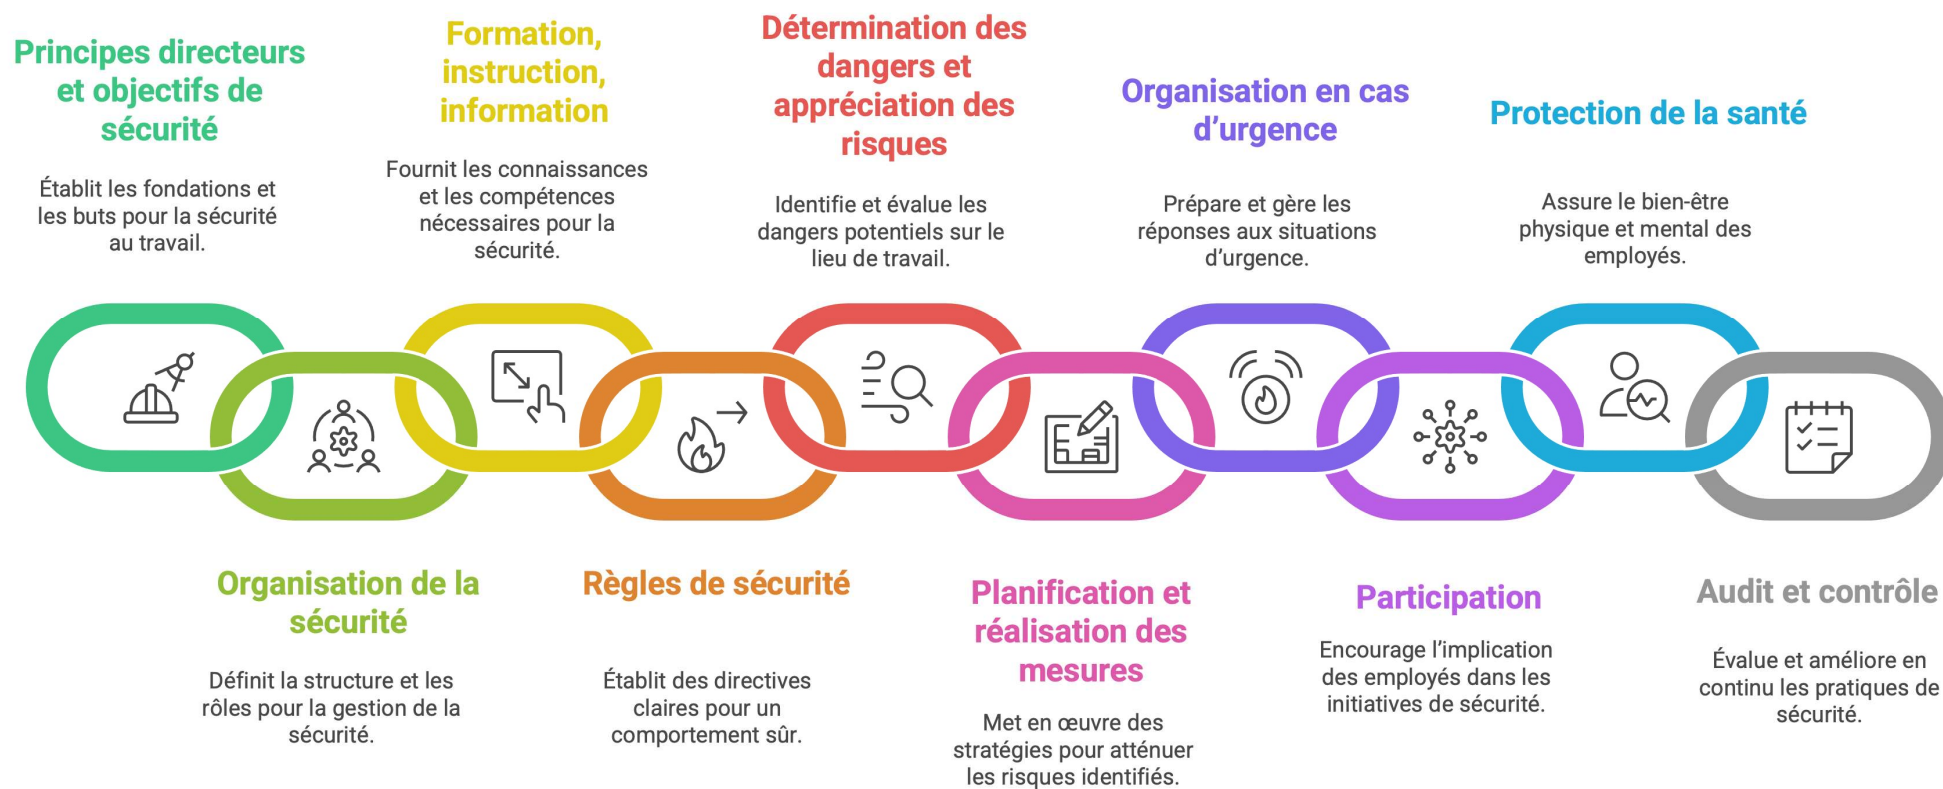 Principes directeurs
et objectifs de
sécurité
Établit les fondations et
les buts pour la sécurité
au travail.
Organisation de la
sécurité
Définit la structure et les
rôles pour la gestion de la
sécurité.
Formation,
instruction,
information
Fournit les connaissances
et les compétences
nécessaires pour la
sécurité.
Règles de sécurité
Établit des directives
claires pour un
comportement sûr.
Détermination des
dangers et
appréciation des
risques
Identifie et évalue les
dangers potentiels sur le
lieu de travail.
Planification et
réalisation des
mesures
Met en œuvre des
stratégies pour atténuer
les risques identifiés.
Organisation en cas
d’urgence
Prépare et gère les
réponses aux situations
d’urgence.
Participation
Encourage l’implication
des employés dans les
initiatives de sécurité.
Protection de la santé
Assure le bien-être
physique et mental des
employés.
Audit et contrôle
Évalue et améliore en
continu les pratiques de
sécurité.